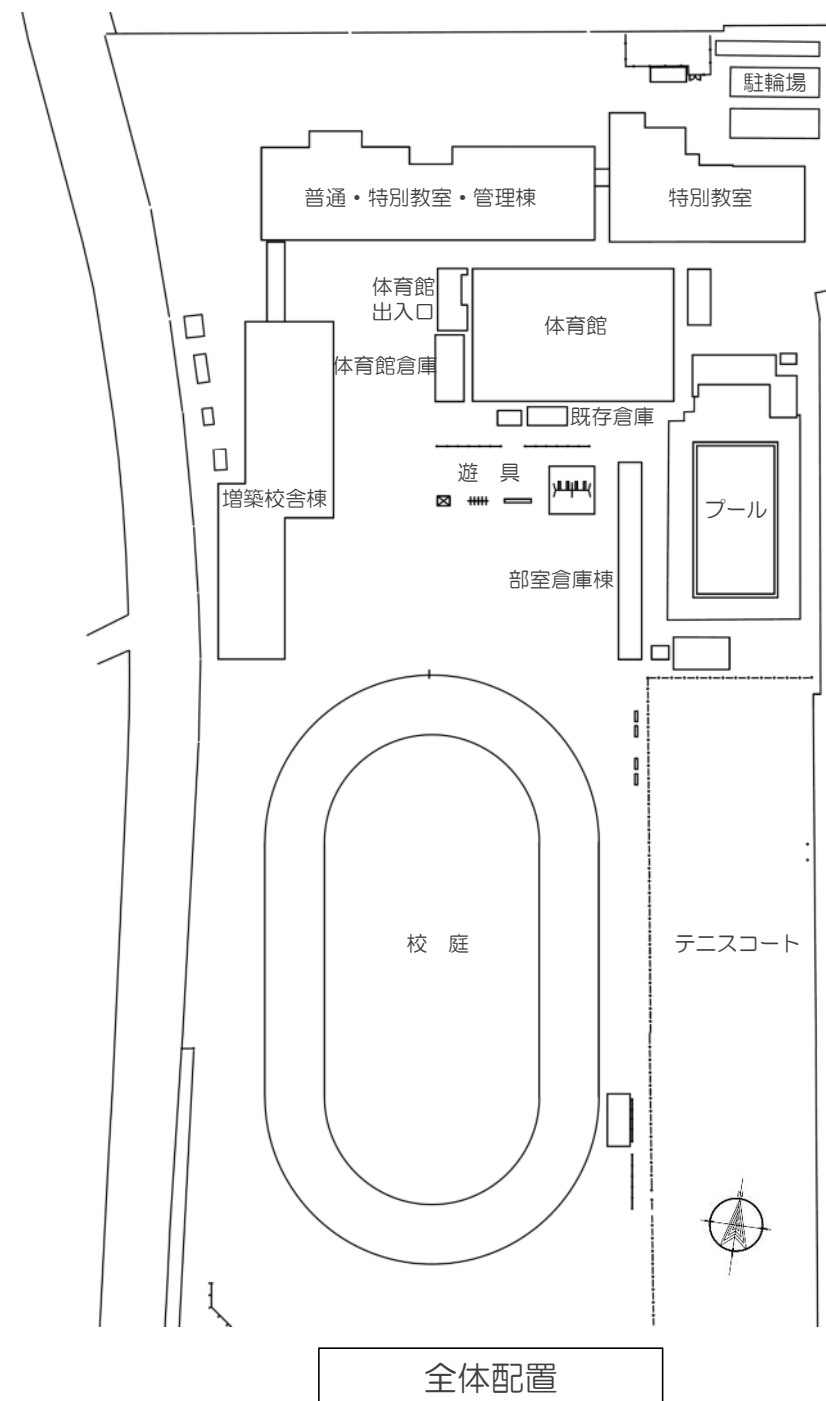 駐輪場
普通・特別教室・管理棟
特別教室
体育館
出入口
体育館
体育館倉庫
既存倉庫
遊　具
増築校舎棟
プール
部室倉庫棟
校　庭
テニスコート
全体配置